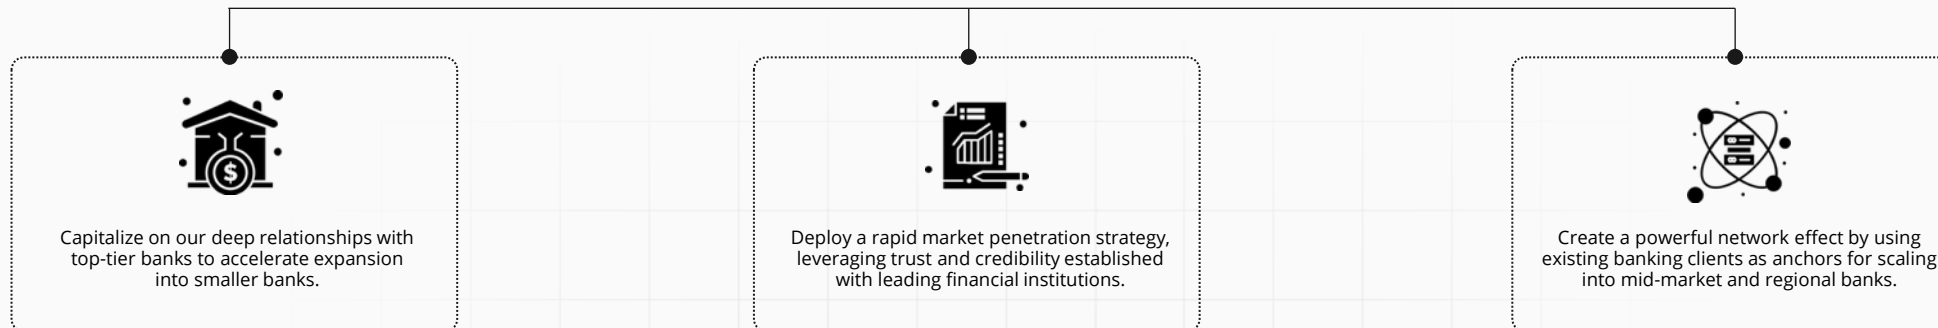 Capitalize on our deep relationships with
top-tier banks to accelerate expansion
into smaller banks.
Deploy a rapid market penetration strategy,
leveraging trust and credibility established
with leading financial institutions.
Create a powerful network effect by using
existing banking clients as anchors for scaling
into mid-market and regional banks.